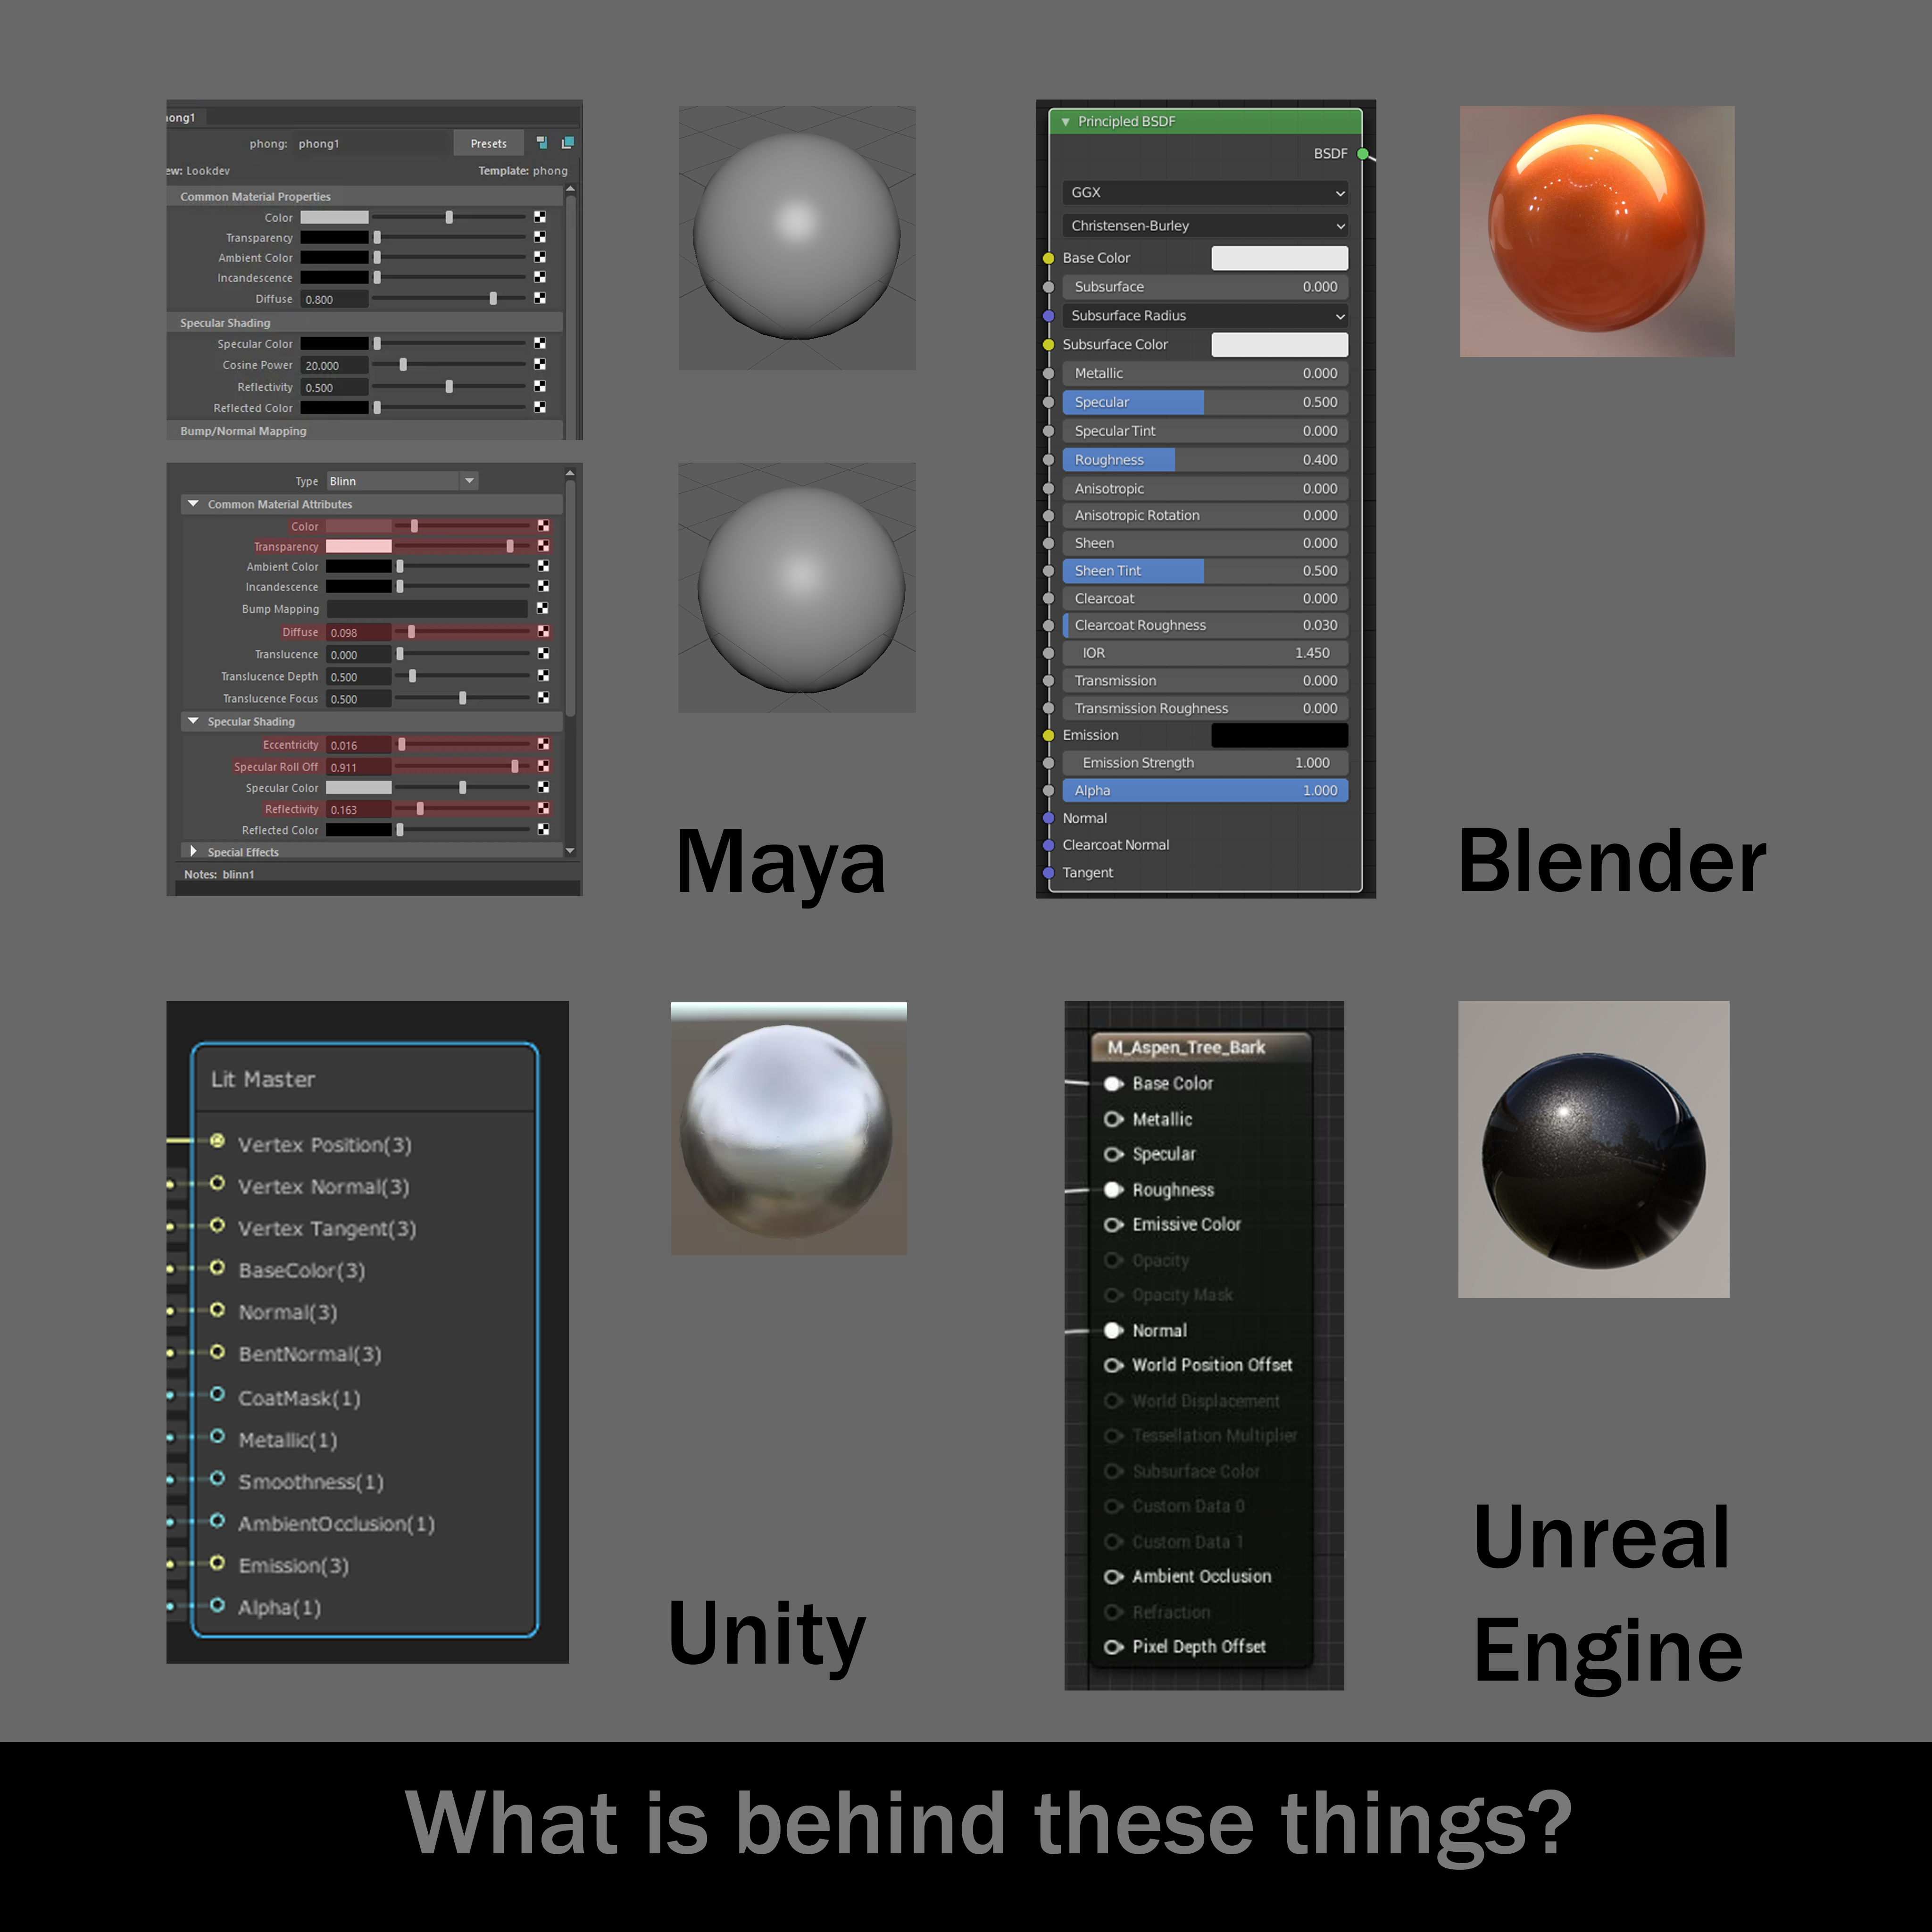 ong1
phong: phong1 Presets
ew: Lookdev Template: phong
Common Material Properties
Color
Transparency
Ambient Color
Incandescence
Diffuse 0.800
Specular Shading
Specular Color
Cosine Power 20.000
Reflectivity 0.500
Reflected Color
Bump/Normal Mapping
Type Blinn
Common Material Attributes
Color
Transparency
Ambient Color
Incandescence
Bump Mapping
Diffuse 0.098
Translucence 0.000
Translucence Depth 0.500
Translucence Focus 0.500
Specular Shading
Eccentricity 0.016
Specular Roll Off 0.911
Specular Color
Reflectivity 0.163
Reflected Color
Special Effects
Notes: blinn1
Maya
Principled BSDF
BSDF
GGX
Christensen-Burley
Base Color
Subsurface 0.000
Subsurface Radius
Subsurface Color
Metallic 0.000
Specular 0.500
Specular Tint 0.000
Roughness 0.400
Anisotropic 0.000
Anisotropic Rotation 0.000
Sheen 0.000
Sheen Tint 0.500
Clearcoat 0.000
Clearcoat Roughness 0.030
IOR 1.450
Transmission 0.000
Transmission Roughness 0.000
Emission
Emission Strength 1.000
Alpha 1.000
Normal
Clearcoat Normal
Tangent
Blender
Lit Master
Vertex Position(3)
Vertex Normal(3)
Vertex Tangent(3)
BaseColor(3)
Normal(3)
BentNormal(3)
CoatMask(1)
Metallic(1)
Smoothness(1)
AmbientOcclusion(1)
Emission(3)
Alpha(1)
Unity
M_Aspen_Tree_Bark
Base Color
Metallic
Specular
Roughness
Emissive Color
Opacity
Opacity Mask
Normal
World Position Offset
World Displacement
Tessellation Multiplier
Subsurface Color
Custom Data 0
Custom Data 1
Ambient Occlusion
Refraction
Pixel Depth Offset
Unreal
Engine
What is behind these things?